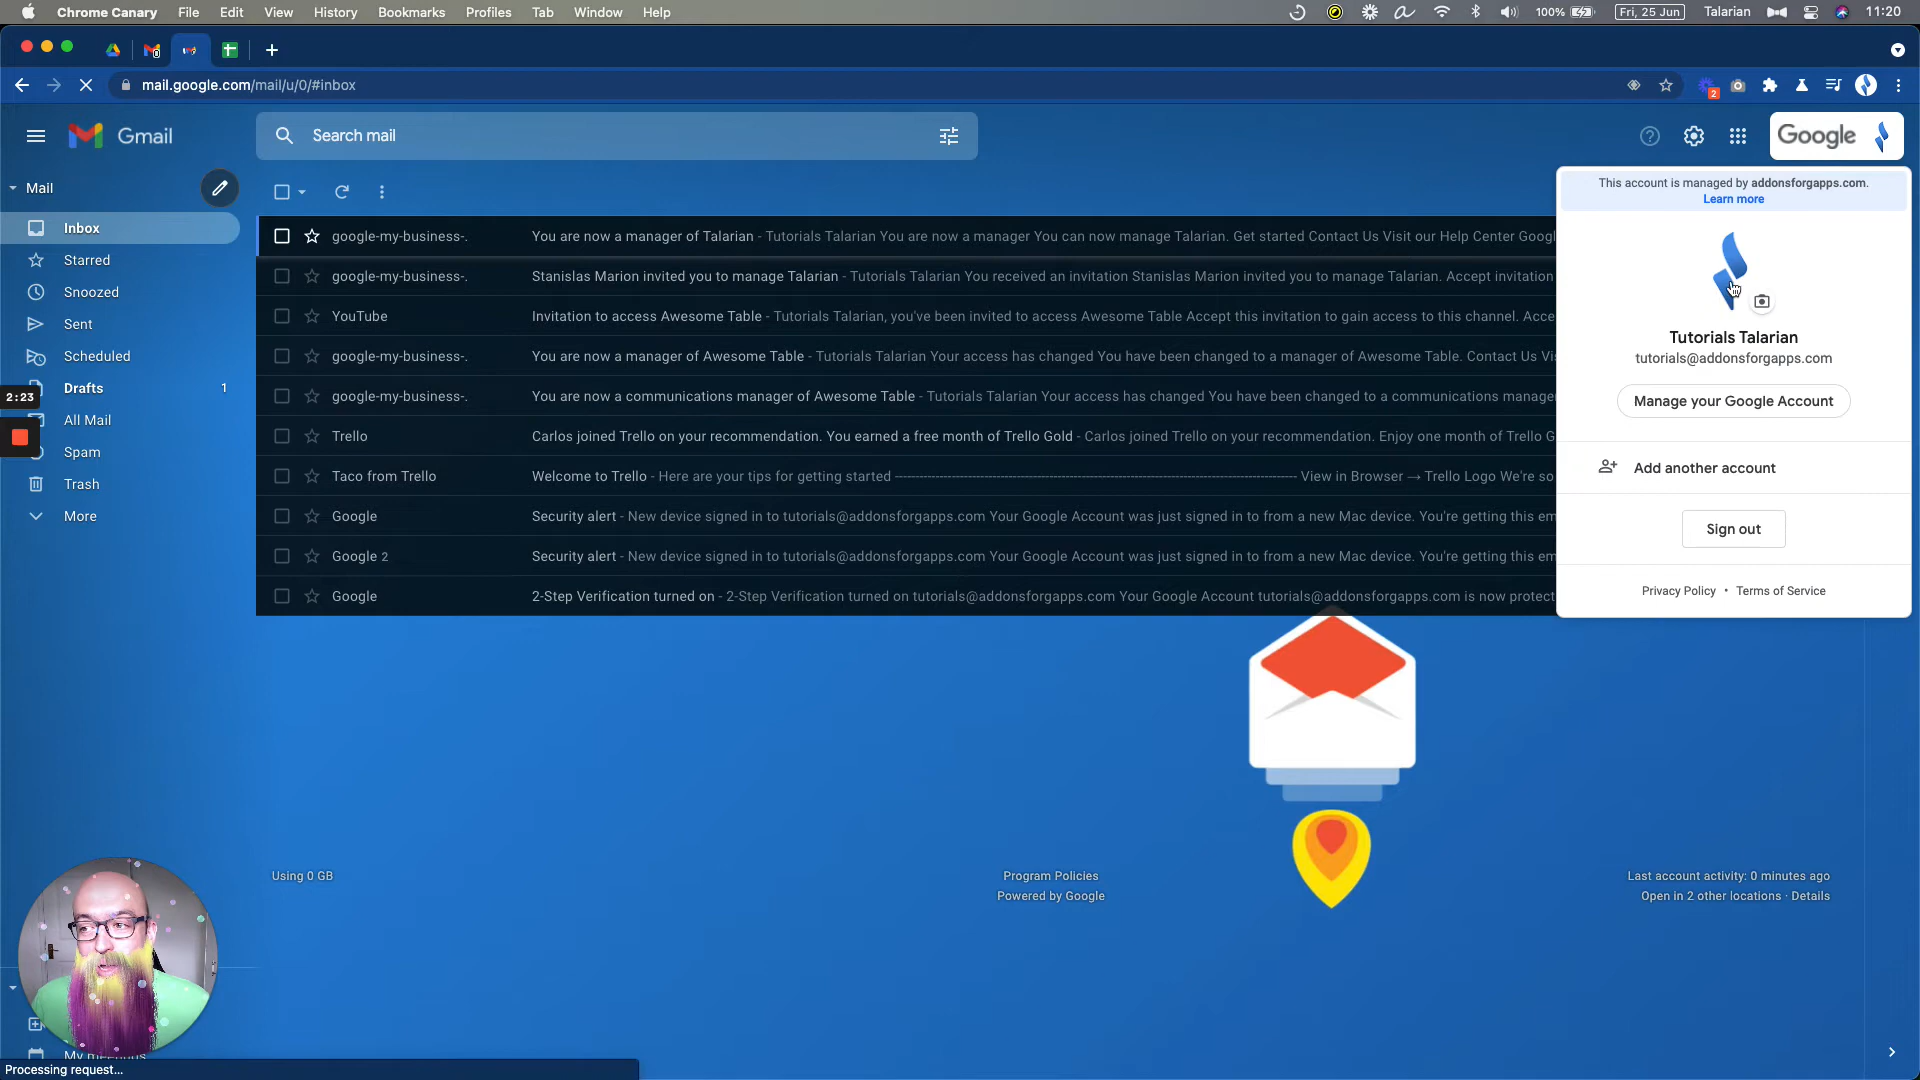 Chrome Canary File Edit View History Bookmarks Profiles Tab Window Help
100% Fri, 25 Jun Talarian 11:20
mail.google.com/mail/u/0/#inbox
2
Gmail
Search mail
Google
Mail
Inbox
Starred
Snoozed
Sent
Scheduled
Drafts 1
2:23
All Mail
Spam
Trash
More
google-my-business-. You are now a manager of Talarian - Tutorials Talarian You are now a manager You can now manage Talarian. Get started Contact Us Visit our Help Center Googl
google-my-business-. Stanislas Marion invited you to manage Talarian - Tutorials Talarian You received an invitation Stanislas Marion invited you to manage Talarian. Accept invitation
YouTube Invitation to access Awesome Table - Tutorials Talarian, you've been invited to access Awesome Table Accept this invitation to gain access to this channel. Acce
google-my-business-. You are now a manager of Awesome Table - Tutorials Talarian Your access has changed You have been changed to a manager of Awesome Table. Contact Us Vi
google-my-business-. You are now a communications manager of Awesome Table - Tutorials Talarian Your access has changed You have been changed to a communications manage
Trello Carlos joined Trello on your recommendation. You earned a free month of Trello Gold - Carlos joined Trello on your recommendation. Enjoy one month of Trello G
Taco from Trello Welcome to Trello - Here are your tips for getting started ---------- View in Browser → Trello Logo We're so
Google Security alert - New device signed in to tutorials@addonsforgapps.com Your Google Account was just signed in to from a new Mac device. You're getting this em
Google 2 Security alert - New device signed in to tutorials@addonsforgapps.com Your Google Account was just signed in to from a new Mac device. You're getting this em
Google 2-Step Verification turned on - 2-Step Verification turned on tutorials@addonsforgapps.com Your Google Account tutorials@addonsforgapps.com is now protect
This account is managed by addonsforgapps.com.
Learn more
Tutorials Talarian
tutorials@addonsforgapps.com
Manage your Google Account
Add another account
Sign out
Privacy Policy • Terms of Service
Using 0 GB
Program Policies
Powered by Google
Last account activity: 0 minutes ago
Open in 2 other locations · Details
My meetings
Processing request...